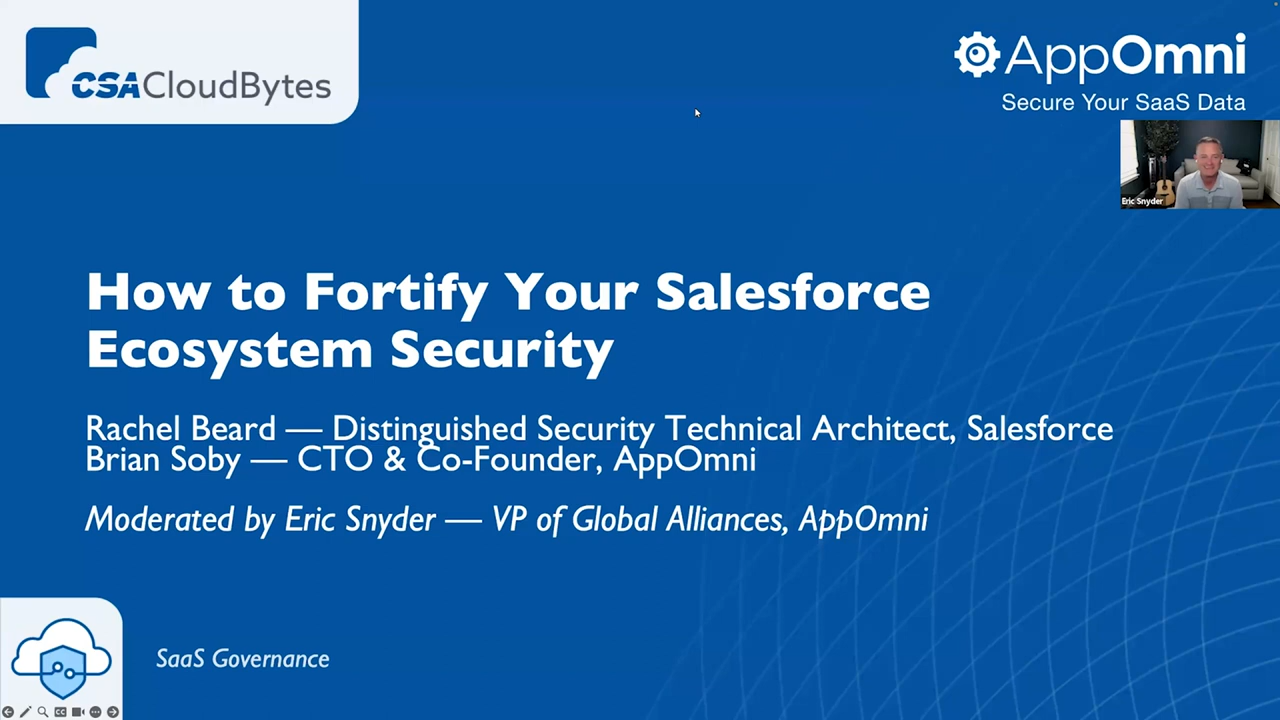 CSA CloudBytes
AppOmni
Secure Your SaaS Data
Eric Snyder
How to Fortify Your Salesforce
Ecosystem Security
Rachel Beard — Distinguished Security Technical Architect, Salesforce
Brian Soby — CTO & Co-Founder, AppOmni
Moderated by Eric Snyder — VP of Global Alliances, AppOmni
SaaS Governance